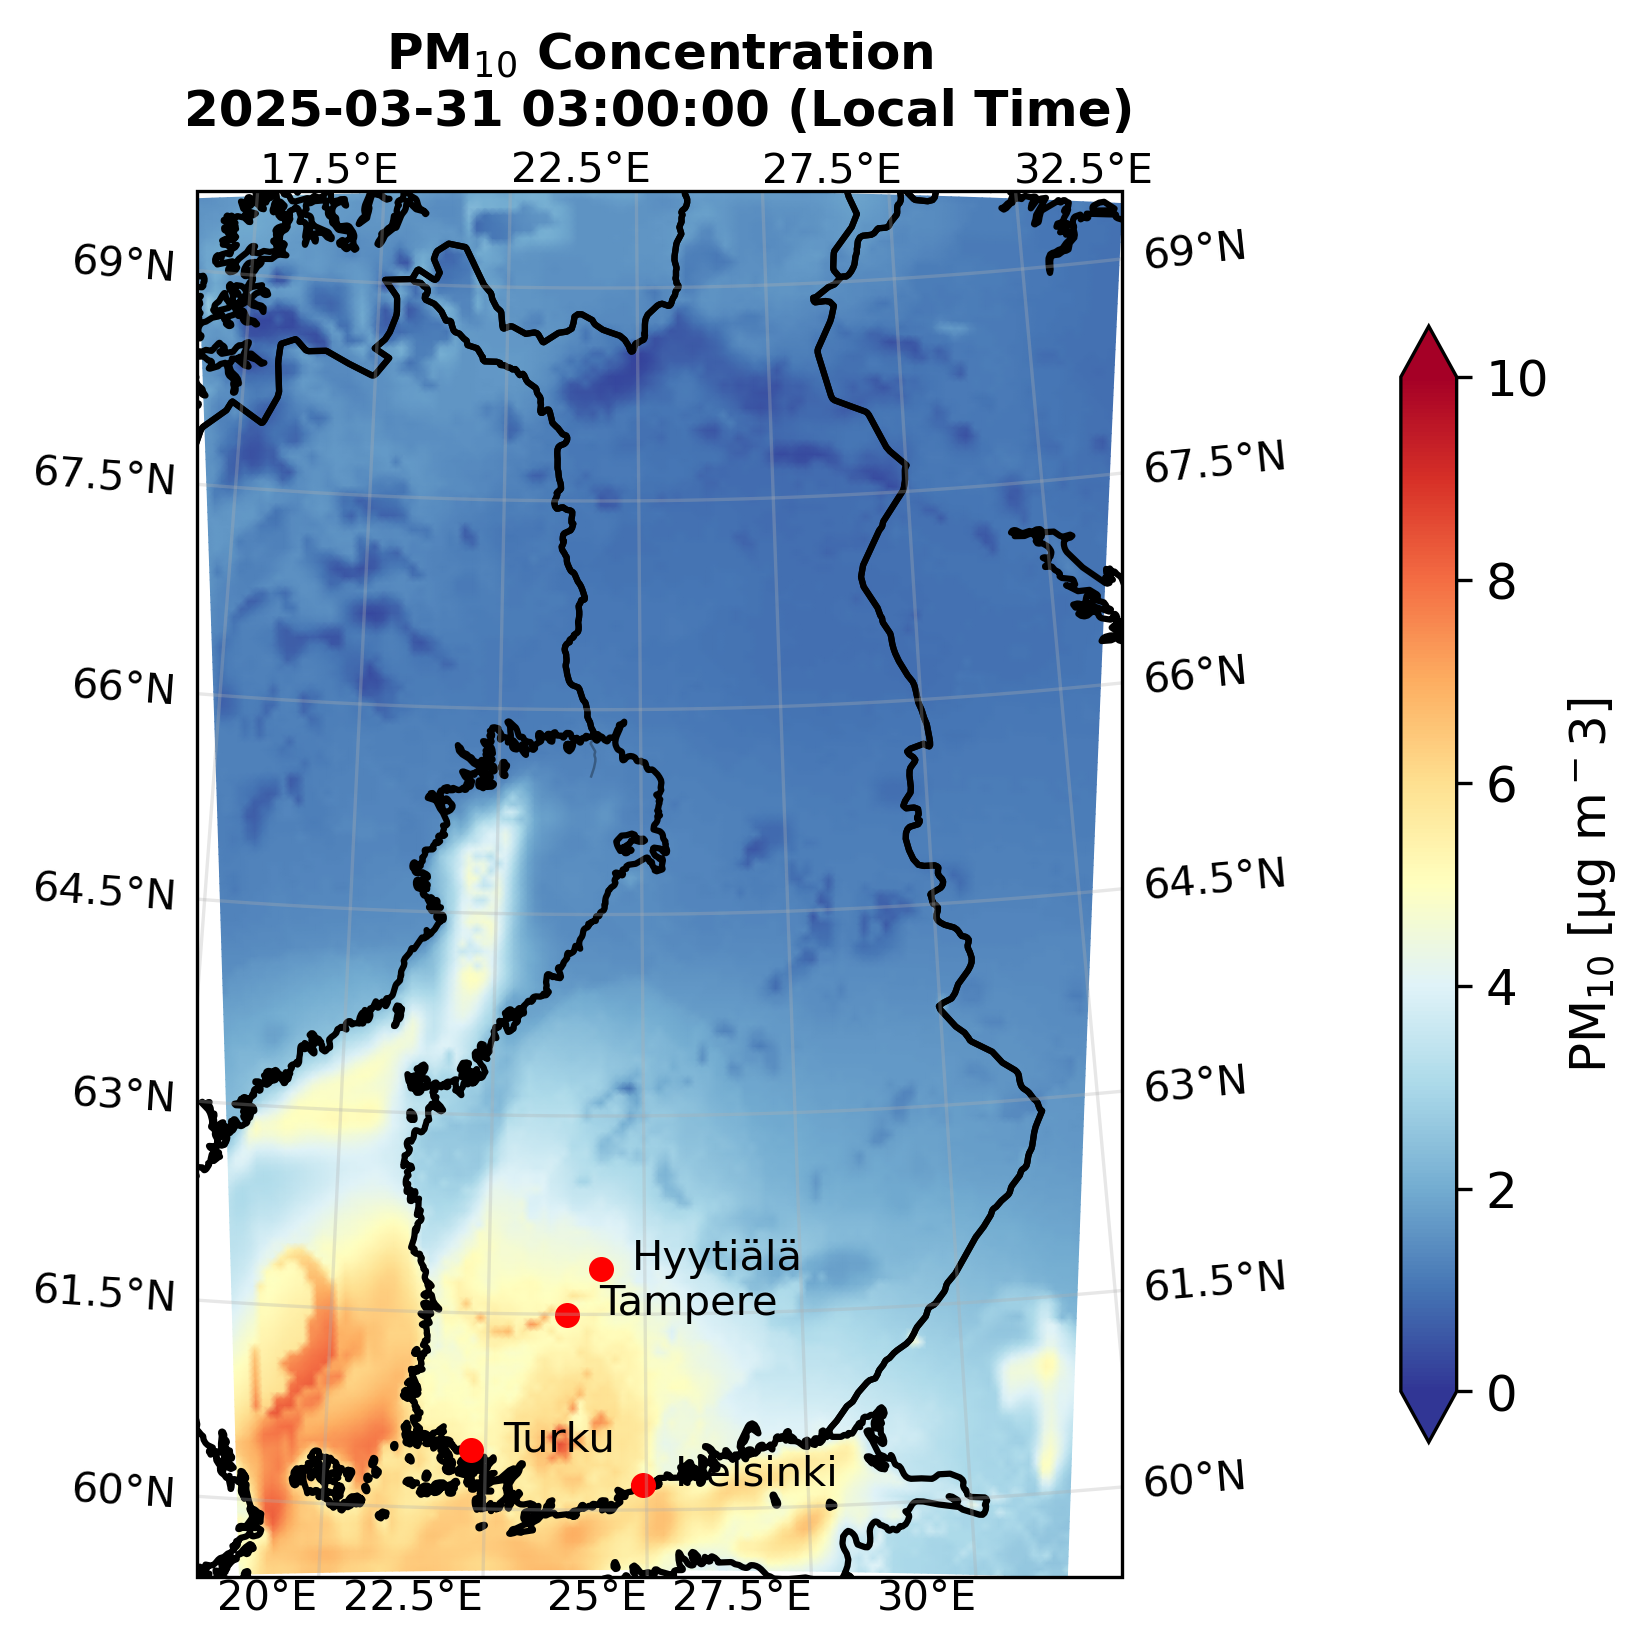 PM₁₀ Concentration
2025-03-31 03:00:00 (Local Time)
17.5°E 22.5°E 27.5°E 32.5°E
69°N 69°N
67.5°N 67.5°N
66°N 66°N
64.5°N 64.5°N
63°N 63°N
61.5°N 61.5°N
60°N 60°N
Hyytiälä
Tampere
Turku
Helsinki
20°E 22.5°E 25°E 27.5°E 30°E
10
8
6
4
2
0
PM₁₀ [µg m⁻ 3]